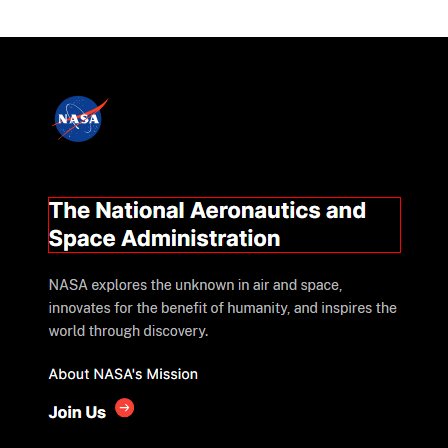 NASA
The National Aeronautics and
Space Administration
NASA explores the unknown in air and space,
innovates for the benefit of humanity, and inspires the
world through discovery.
About NASA's Mission
Join Us